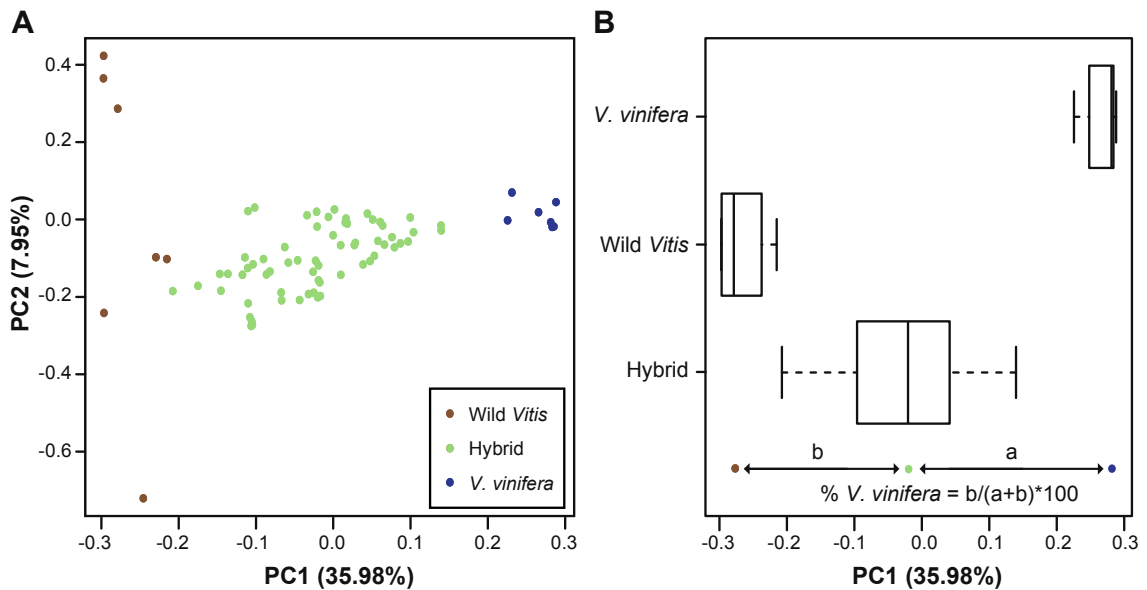 A
PC2 (7.95%)
0.4
0.2
0.0
-0.2
-0.4
-0.6
-0.3
-0.2
-0.1
0.0
0.1
0.2
0.3
PC1 (35.98%)
Wild Vitis
Hybrid
V. vinifera
B
V. vinifera
Wild Vitis
Hybrid
b
a
% V. vinifera = b/(a+b)*100
-0.3
-0.2
-0.1
0.0
0.1
0.2
0.3
PC1 (35.98%)